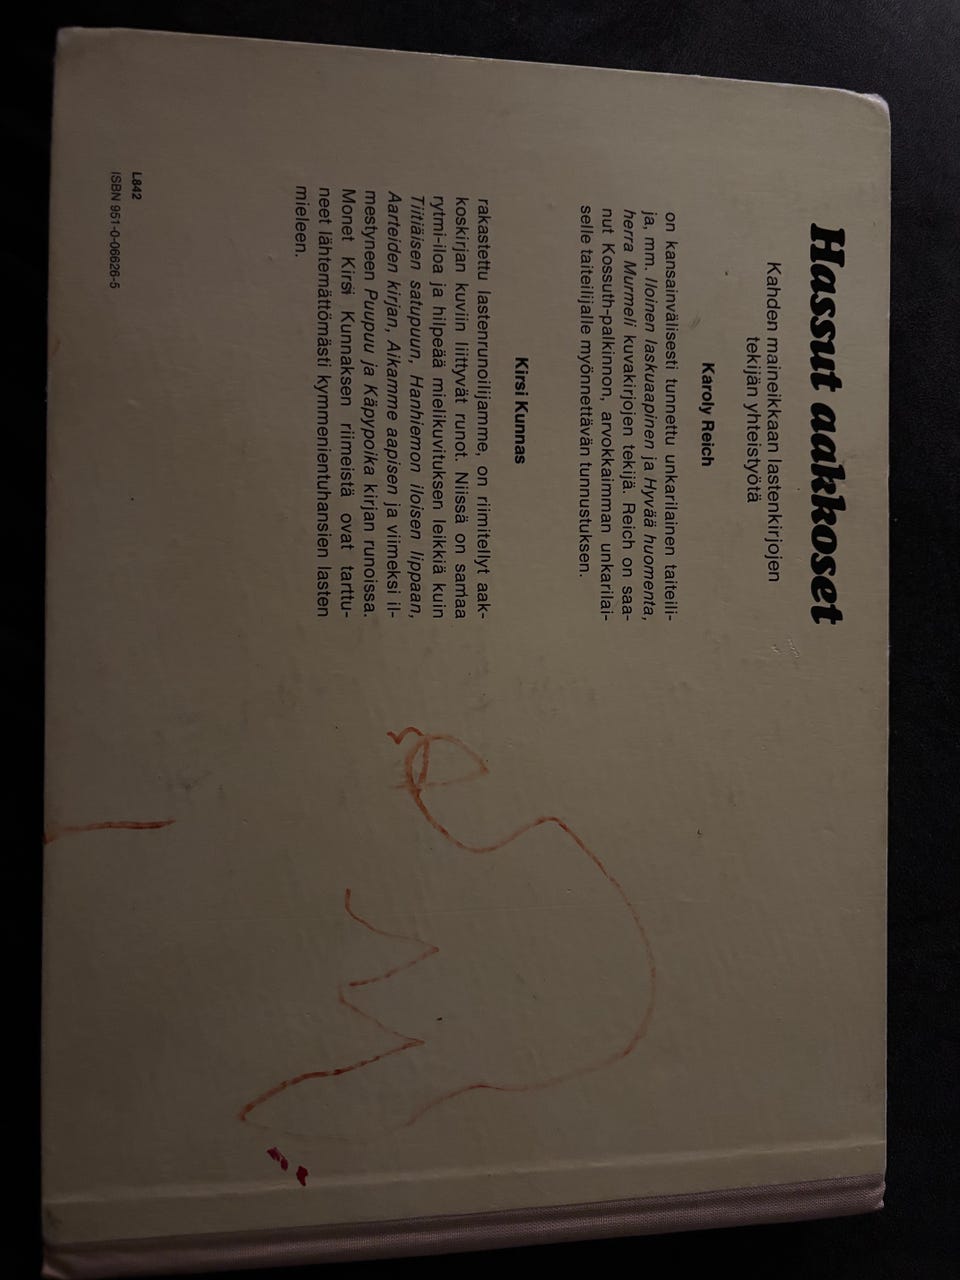 Hassut aakkoset
Kahden maineikkaan lastenkirjojen
tekijän yhteistyötä
Karoly Reich
on kansainvälisesti tunnettu unkarilainen taiteili-
ja, mm. Iloinen laskuaapinen ja Hyvää huomenta,
herra Murmeli kuvakirjojen tekijä. Reich on saa-
nut Kossuth-palkinnon, arvokkaimman unkarilai-
selle taiteilijalle myönnettävän tunnustuksen.
Kirsi Kunnas
rakastettu lastenrunoilijamme, on riimitellyt aak-
koskirjan kuviin liittyvät runot. Niissä on samaa
rytmi-iloa ja hilpeää mielikuvituksen leikkiä kuin
Tiitiäisen satupuun, Hanhiemon iloisen lippaan,
Aarteiden kirjan, Aikamme aapisen ja viimeksi il-
mestyneen Puupuu ja Käpypoika kirjan runoissa.
Monet Kirsi Kunnaksen riimeistä ovat tarttu-
neet lähtemättömästi kymmenientuhansien lasten
mieleen.
L842
ISBN 951-0-06626-5